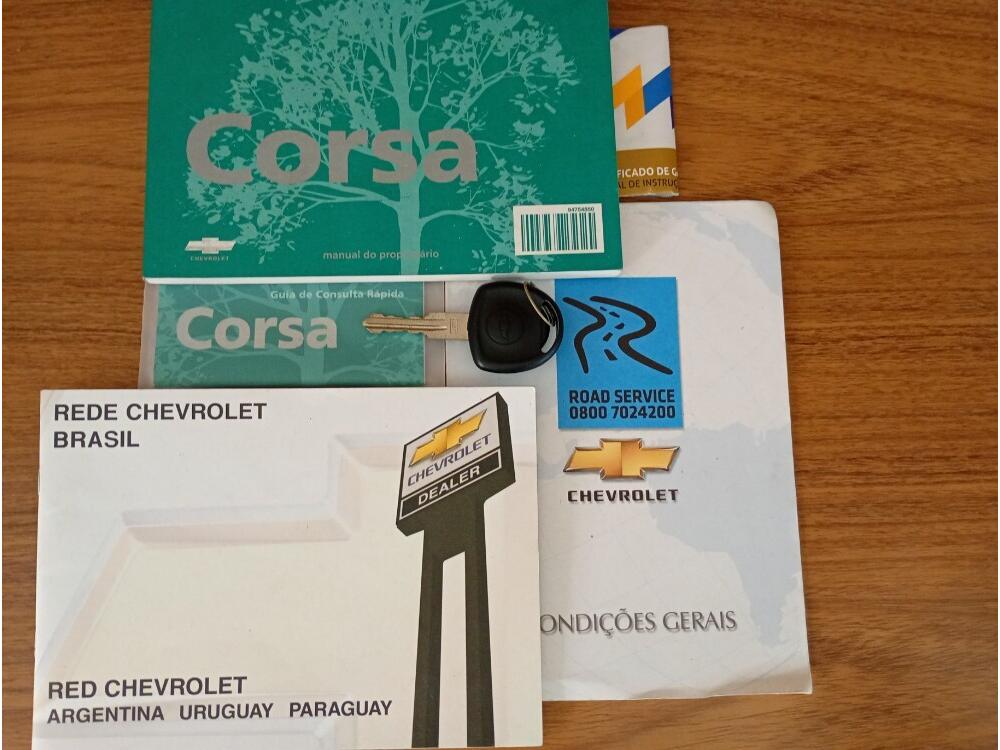 Corsa
94754550
CHEVROLET
manual do proprietário
FICADO DE G
AL DE INSTRUÇ
Guia de Consulta Rápida
Corsa
ROAD SERVICE
0800 7024200
CHEVROLET
ONDIÇÕES GERAIS
REDE CHEVROLET
BRASIL
CHEVROLET
DEALER
RED CHEVROLET
ARGENTINA URUGUAY PARAGUAY